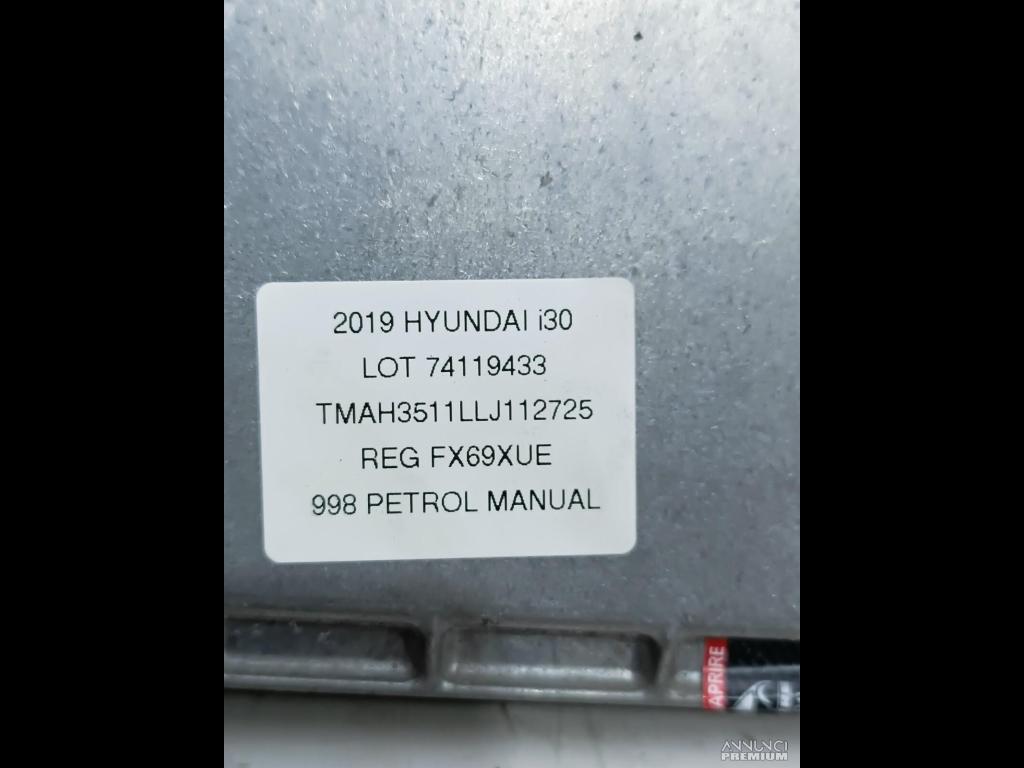 2019 HYUNDAI i30
LOT 74119433
TMAH3511LLJ112725
REG FX69XUE
998 PETROL MANUAL
APRIRE
ANNUNCI
PREMIUM